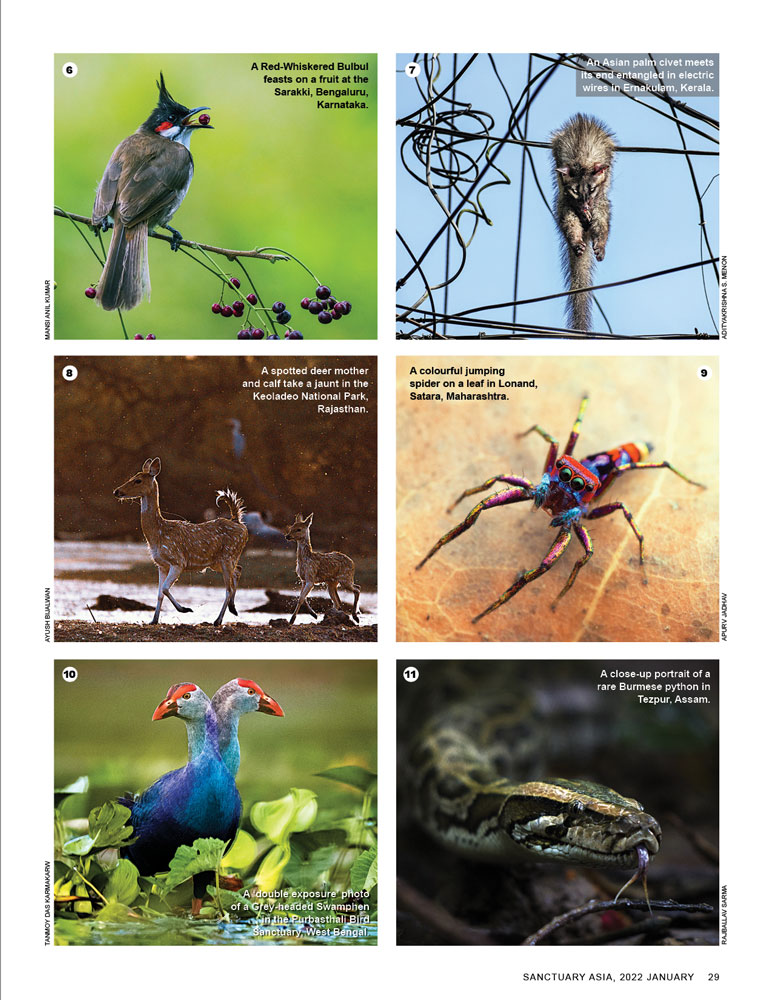 6
A Red-Whiskered Bulbul
feasts on a fruit at the
Sarakki, Bengaluru,
Karnataka.
MANSI ANIL KUMAR
7
An Asian palm civet meets
its end entangled in electric
wires in Ernakulam, Kerala.
ADITYAKRISHNA S. MENON
8
A spotted deer mother
and calf take a jaunt in the
Keoladeo National Park,
Rajasthan.
AYUSH BIJALWAN
9
A colourful jumping
spider on a leaf in Lonand,
Satara, Maharashtra.
APURV JADHAV
10
A ‘double exposure’ photo
of a Grey-headed Swamphen
in the Purbasthali Bird
Sanctuary, West Bengal.
TANMOY DAS KARMAKARW
11
A close-up portrait of a
rare Burmese python in
Tezpur, Assam.
RAJBALLAV SARMA
SANCTUARY ASIA, 2022 JANUARY 29